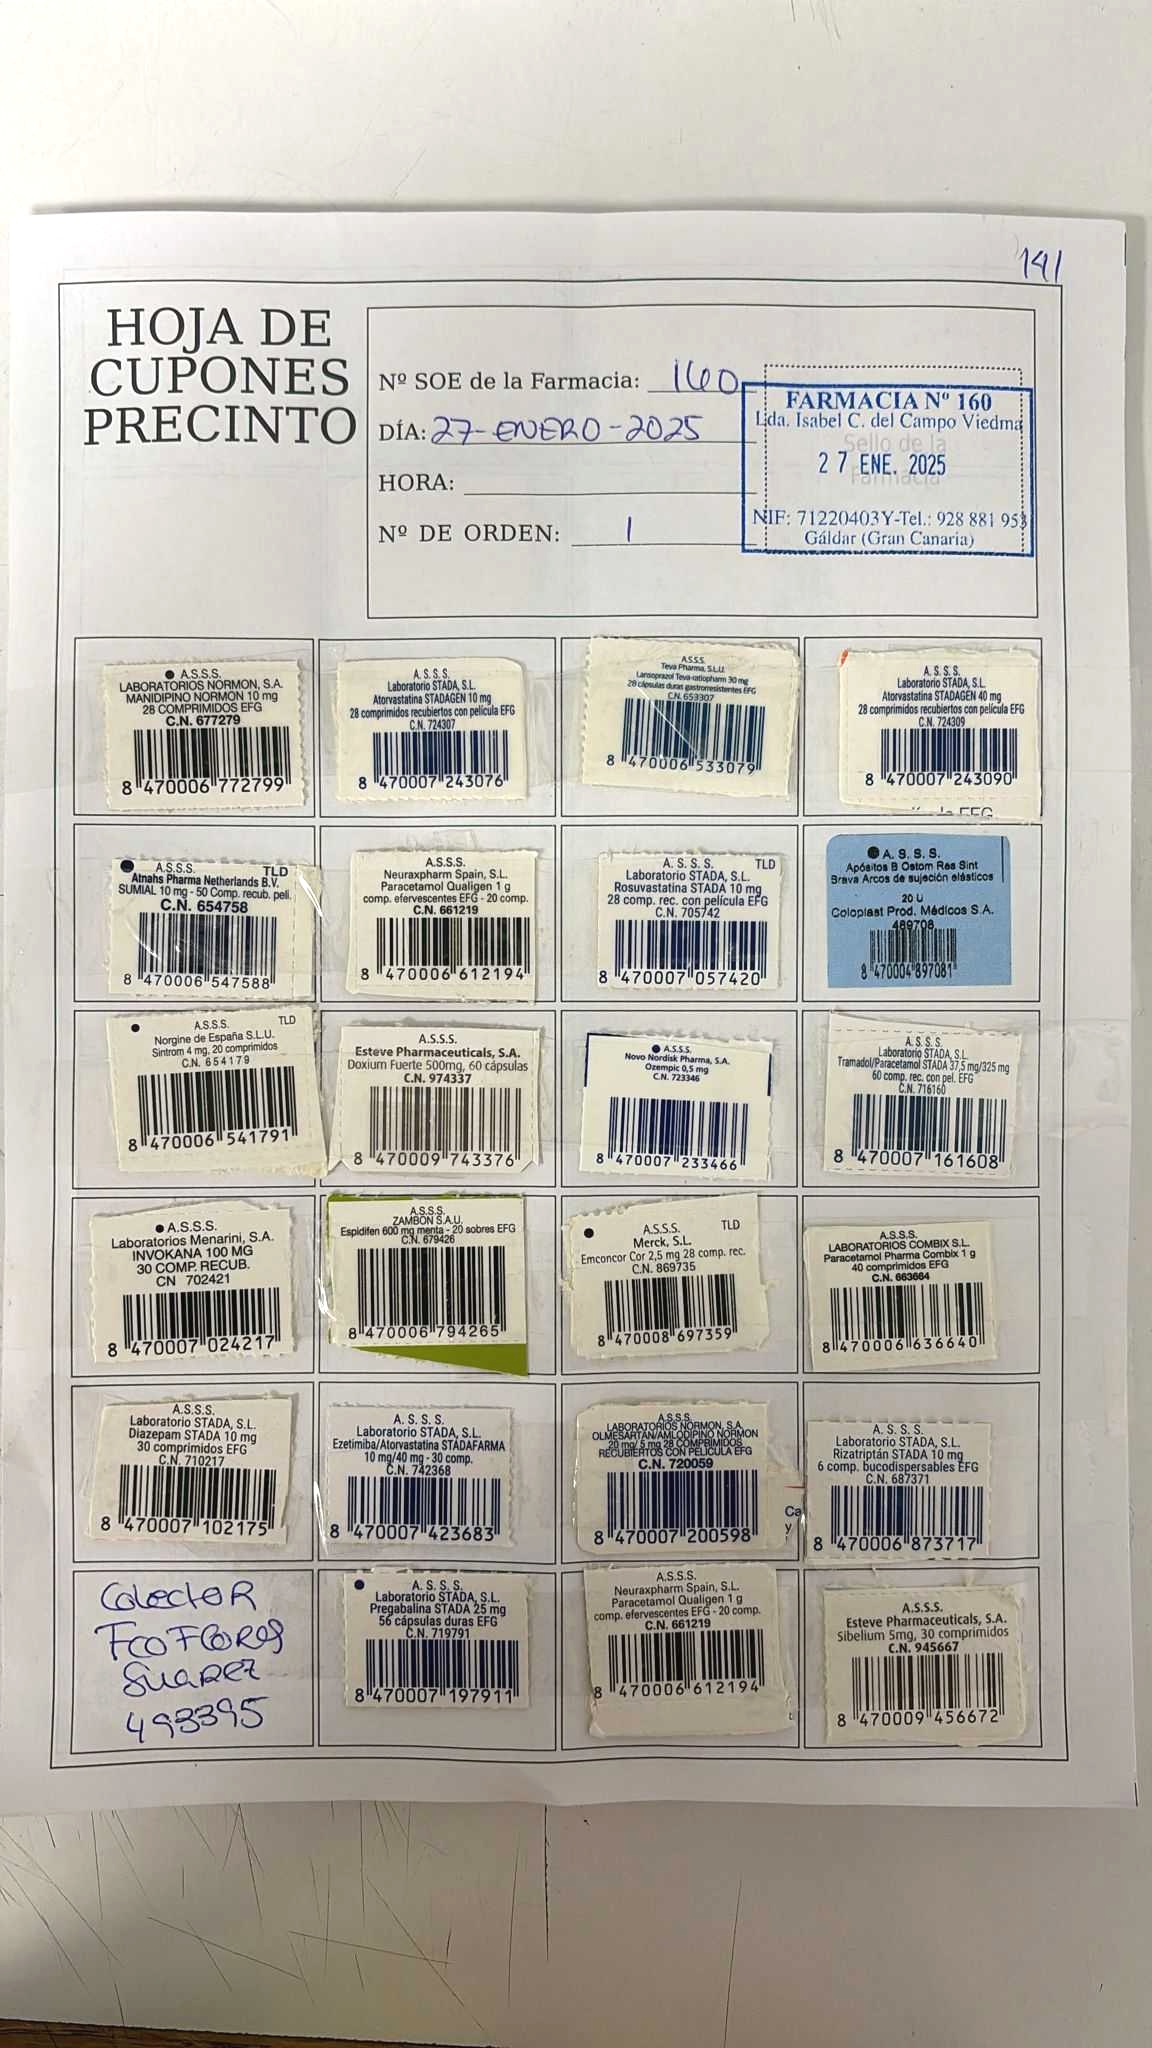 141
HOJA DE
CUPONES
PRECINTO
Nº SOE de la Farmacia: 160
DÍA: 27-ENERO-2025
HORA:
Nº DE ORDEN: 1
Sello de la
Farmacia
FARMACIA Nº 160
Lda. Isabel C. del Campo Viedma
27 ENE. 2025
NIF: 71220403Y-Tel.: 928 881 953
Gáldar (Gran Canaria)
A.S.S.S.
LABORATORIOS NORMON, S.A.
MANIDIPINO NORMON 10 mg
28 COMPRIMIDOS EFG
C.N. 677279
8 470006 772799
A. S. S. S.
Laboratorio STADA, S.L.
Atorvastatina STADAGEN 10 mg
28 comprimidos recubiertos con película EFG
C.N. 724307
8 470007 243076
A.S.S.S.
Teva Pharma, S.L.U.
Lansoprazol Teva-ratiopharm 30 mg
28 cápsulas duras gastrorresistentes EFG
C.N. 653307
8 470006 533079
A. S. S. S.
Laboratorio STADA, S.L.
Atorvastatina STADAGEN 40 mg
28 comprimidos recubiertos con película EFG
C.N. 724309
8 470007 243090
A.S.S.S. TLD
Atnahs Pharma Netherlands B.V.
SUMIAL 10 mg - 50 Comp. recub. peli.
C.N. 654758
8 470006 547588
A.S.S.S.
Neuraxpharm Spain, S.L.
Paracetamol Qualigen 1 g
comp. efervescentes EFG - 20 comp.
C.N. 661219
8 470006 612194
A. S. S. S. TLD
Laboratorio STADA, S.L.
Rosuvastatina STADA 10 mg
28 comp. rec. con película EFG
C.N. 705742
8 470007 057420
A. S. S. S.
Apósitos B Ostom Res Sint
Brava Arcos de sujeción elásticos
20 U
Coloplast Prod. Médicos S.A.
489708
8 470004 897081
A.S.S.S. TLD
Norgine de España S.L.U.
Sintrom 4 mg, 20 comprimidos
C.N. 654179
8 470006 541791
A.S.S.S.
Esteve Pharmaceuticals, S.A.
Doxium Fuerte 500mg, 60 cápsulas
C.N. 974337
8 470009 743376
A.S.S.S.
Novo Nordisk Pharma, S.A.
Ozempic 0,5 mg
C.N. 723346
8 470007 233466
A. S. S. S.
Laboratorio STADA, S.L.
Tramadol/Paracetamol STADA 37,5 mg/325 mg
60 comp. rec. con pel. EFG
C.N. 716160
8 470007 161608
A.S.S.S.
Laboratorios Menarini, S.A.
INVOKANA 100 MG
30 COMP. RECUB.
CN 702421
8 470007 024217
A.S.S.S.
ZAMBON S.A.U.
Espidifen 600 mg menta - 20 sobres EFG
C.N. 679426
8 470006 794265
A.S.S.S. TLD
Merck, S.L.
Emconcor Cor 2,5 mg 28 comp. rec.
C.N. 869735
8 470008 697359
A.S.S.S.
LABORATORIOS COMBIX S.L.
Paracetamol Pharma Combix 1 g
40 comprimidos EFG
C.N. 663664
8 470006 636640
A.S.S.S.
Laboratorio STADA, S.L.
Diazepam STADA 10 mg
30 comprimidos EFG
C.N. 710217
8 470007 102175
A. S. S. S.
Laboratorio STADA, S.L.
Ezetimiba/Atorvastatina STADAFARMA
10 mg/40 mg - 30 comp.
C.N. 742368
8 470007 423683
A.S.S.S.
LABORATORIOS NORMON, S.A.
OLMESARTAN/AMLODIPINO NORMON
20 mg/ 5 mg 28 COMPRIMIDOS
RECUBIERTOS CON PELICULA EFG
C.N. 720059
8 470007 200598
Ca
y
A. S. S. S.
Laboratorio STADA, S.L.
Rizatriptán STADA 10 mg
6 comp. bucodispersables EFG
C.N. 687371
8 470006 873717
Colector
Fco Flores
Suarez
493395
A. S. S. S.
Laboratorio STADA, S.L.
Pregabalina STADA 25 mg
56 cápsulas duras EFG
C.N. 719791
8 470007 197911
A.S.S.S.
Neuraxpharm Spain, S.L.
Paracetamol Qualigen 1 g
comp. efervescentes EFG - 20 comp.
C.N. 661219
8 470006 612194
A.S.S.S.
Esteve Pharmaceuticals, S.A.
Sibelium 5mg, 30 comprimidos
C.N. 945667
8 470009 456672